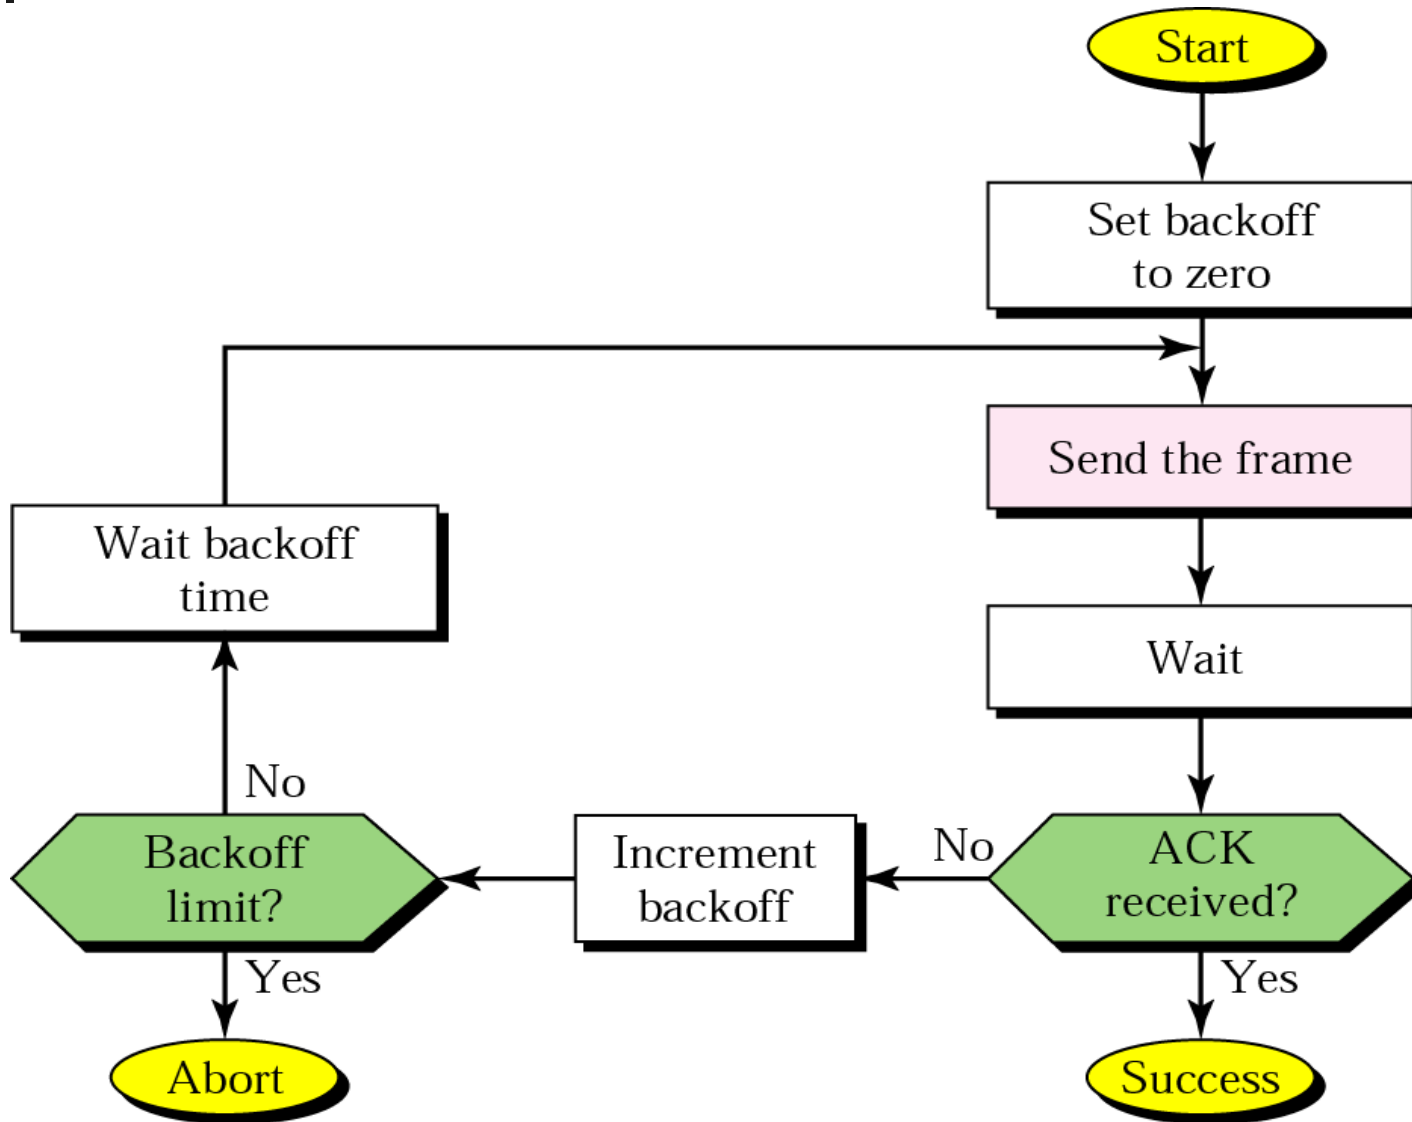 Start
Set backoff
to zero
Send the frame
Wait
ACK
received?
No
Yes
Success
Increment
backoff
Backoff
limit?
No
Yes
Abort
Wait backoff
time